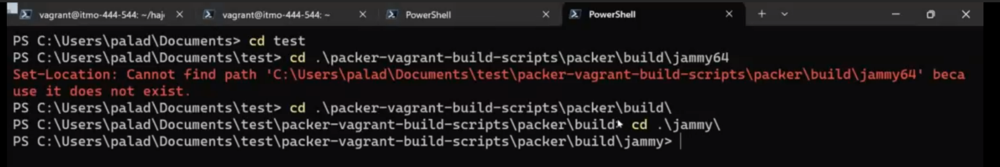 vagrant@itmo-444-544: ~/haj
vagrant@itmo-444-544: ~
PowerShell
PowerShell
PS C:\Users\palad\Documents> cd test
PS C:\Users\palad\Documents\test> cd .\packer-vagrant-build-scripts\packer\build\jammy64
Set-Location: Cannot find path 'C:\Users\palad\Documents\test\packer-vagrant-build-scripts\packer\build\jammy64' beca
use it does not exist.
PS C:\Users\palad\Documents\test> cd .\packer-vagrant-build-scripts\packer\build\
PS C:\Users\palad\Documents\test\packer-vagrant-build-scripts\packer\build> cd .\jammy\
PS C:\Users\palad\Documents\test\packer-vagrant-build-scripts\packer\build\jammy>